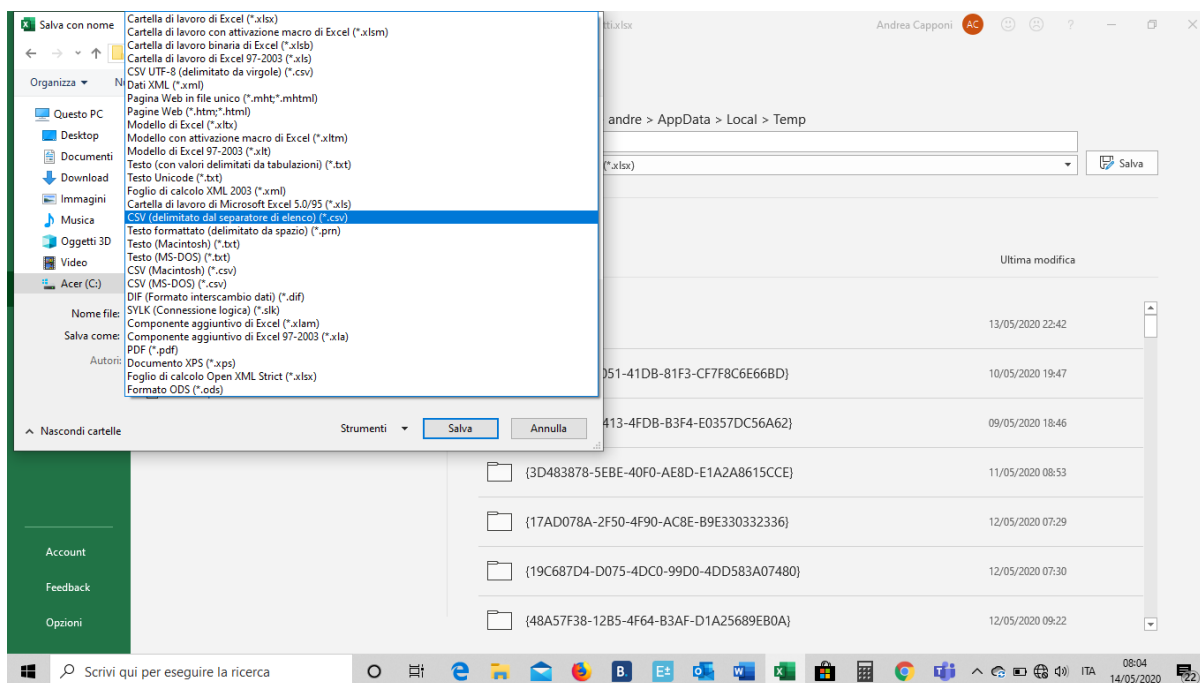 Salva con nome
tti.xlsx
Andrea Capponi
AC
?
Organizza
Questo PC
Desktop
Documenti
Download
Immagini
Musica
Oggetti 3D
Video
Acer (C:)
Nome file:
Salva come:
Autori:
Cartella di lavoro di Excel (*.xlsx)
Cartella di lavoro con attivazione macro di Excel (*.xlsm)
Cartella di lavoro binaria di Excel (*.xlsb)
Cartella di lavoro di Excel 97-2003 (*.xls)
CSV UTF-8 (delimitato da virgole) (*.csv)
Dati XML (*.xml)
Pagina Web in file unico (*.mht;*.mhtml)
Pagine Web (*.htm;*.html)
Modello di Excel (*.xltx)
Modello con attivazione macro di Excel (*.xltm)
Modello di Excel 97-2003 (*.xlt)
Testo (con valori delimitati da tabulazioni) (*.txt)
Testo Unicode (*.txt)
Foglio di calcolo XML 2003 (*.xml)
Cartella di lavoro di Microsoft Excel 5.0/95 (*.xls)
CSV (delimitato dal separatore di elenco) (*.csv)
Testo formattato (delimitato da spazio) (*.prn)
Testo (Macintosh) (*.txt)
Testo (MS-DOS) (*.txt)
CSV (Macintosh) (*.csv)
CSV (MS-DOS) (*.csv)
DIF (Formato interscambio dati) (*.dif)
SYLK (Connessione logica) (*.slk)
Componente aggiuntivo di Excel (*.xlam)
Componente aggiuntivo di Excel 97-2003 (*.xla)
PDF (*.pdf)
Documento XPS (*.xps)
Foglio di calcolo Open XML Strict (*.xlsx)
Formato ODS (*.ods)
Nascondi cartelle
Strumenti
Salva
Annulla
andre > AppData > Local > Temp
(*.xlsx)
Salva
Ultima modifica
13/05/2020 22:42
051-41DB-81F3-CF7F8C6E66BD} 10/05/2020 19:47
413-4FDB-B3F4-E0357DC56A62} 09/05/2020 18:46
{3D483878-5EBE-40F0-AE8D-E1A2A8615CCE} 11/05/2020 08:53
{17AD078A-2F50-4F90-AC8E-B9E330332336} 12/05/2020 07:29
{19C687D4-D075-4DC0-99D0-4DD583A07480} 12/05/2020 07:30
{48A57F38-12B5-4F64-B3AF-D1A25689EB0A} 12/05/2020 09:22
Account
Feedback
Opzioni
Scrivi qui per eseguire la ricerca
B.
E±
ITA
08:04
14/05/2020
22